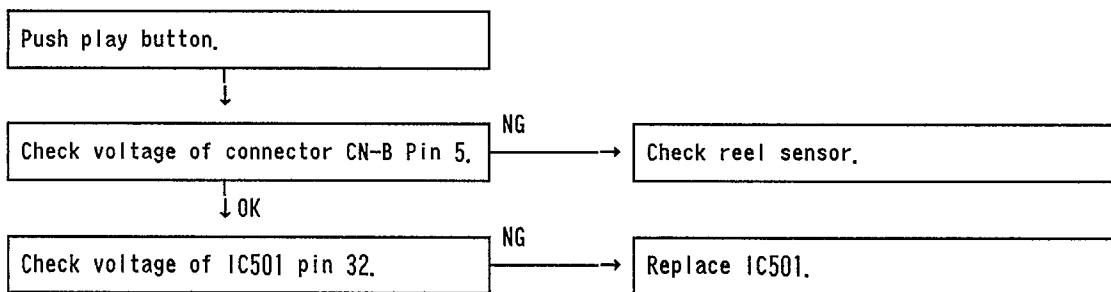 Push play button.
NG
Check voltage of connector CN-B Pin 5.
Check reel sensor.
OK
NG
Check voltage of IC501 pin 32.
Replace IC501.